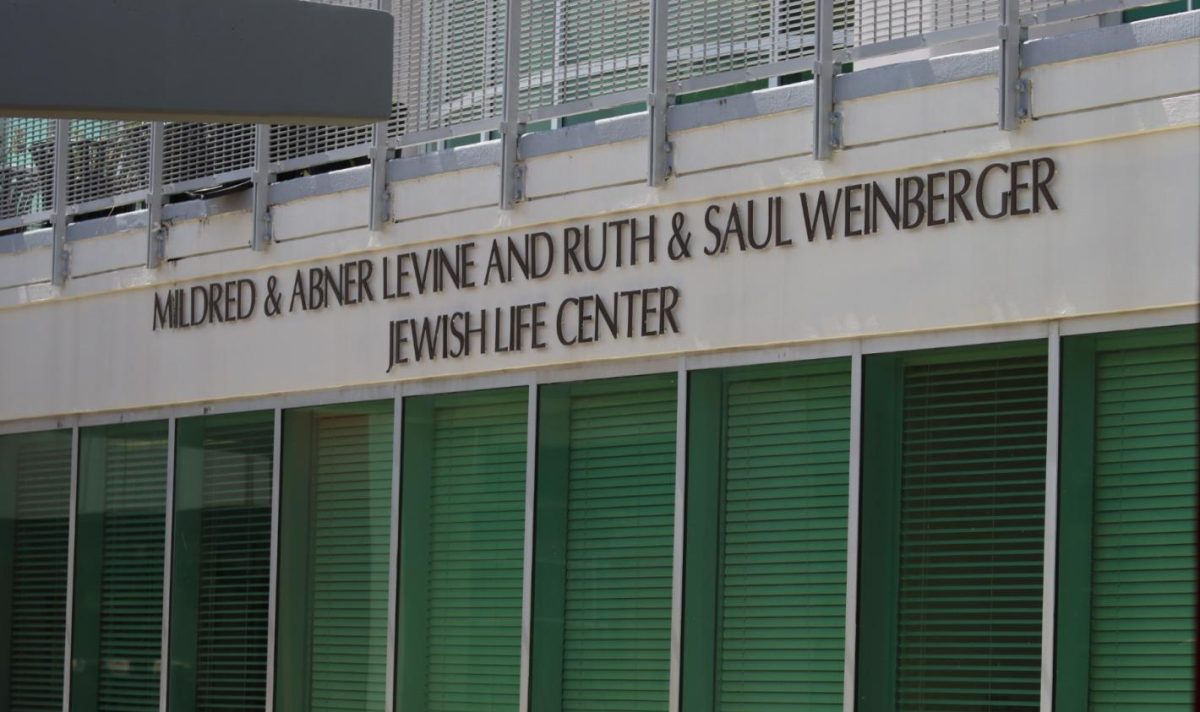 MILDRED & ABNER LEVINE AND RUTH & SAUL WEINBERGER
JEWISH LIFE CENTER